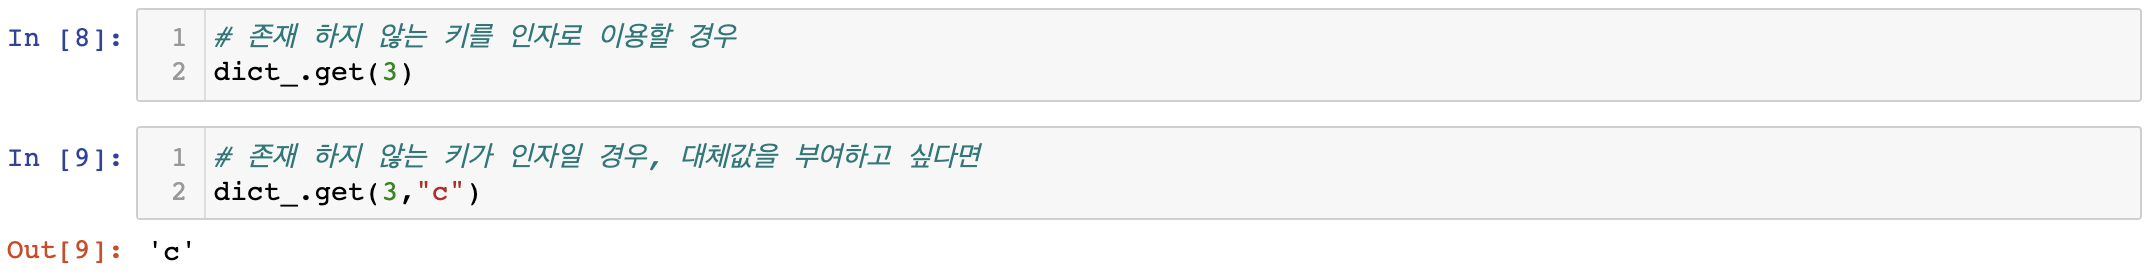 In [8]: 1 # 존재 하지 않는 키를 인자로 이용할 경우
2 dict_.get(3)
In [9]: 1 # 존재 하지 않는 키가 인자일 경우, 대체값을 부여하고 싶다면
2 dict_.get(3,"c")
Out[9]: 'c'